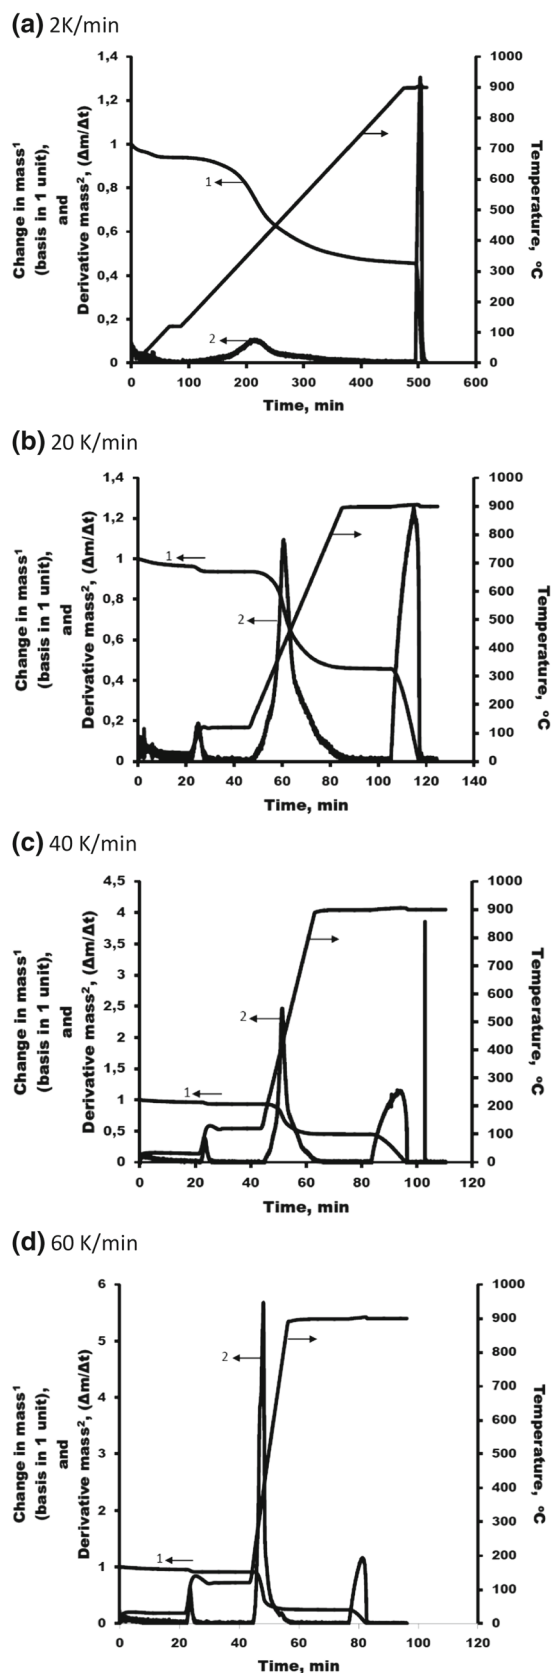 (a) 2K/min
Change in mass¹
(basis in 1 unit),
and
Derivative mass², (Δm/Δt)
1,4
1,2
1
0,8
0,6
0,4
0,2
0
1
2
1000
900
800
700
600
500
400
300
200
100
0
Temperature, °C
0 100 200 300 400 500 600
Time, min
(b) 20 K/min
Change in mass¹
(basis in 1 unit),
and
Derivative mass², (Δm/Δt)
1,4
1,2
1
0,8
0,6
0,4
0,2
0
1
2
1000
900
800
700
600
500
400
300
200
100
0
Temperature, °C
0 20 40 60 80 100 120 140
Time, min
(c) 40 K/min
Change in mass¹
(basis in 1 unit),
and
Derivative mass², (Δm/Δt)
4,5
4
3,5
3
2,5
2
1,5
1
0,5
0
2
1
1000
900
800
700
600
500
400
300
200
100
0
Temperature, °C
0 20 40 60 80 100 120
Time, min
(d) 60 K/min
Change in mass¹
(basis in 1 unit),
and
Derivative mass², (Δm/Δt)
6
5
4
3
2
1
0
2
1
1000
900
800
700
600
500
400
300
200
100
0
Temperature, °C
0 20 40 60 80 100 120
Time, min